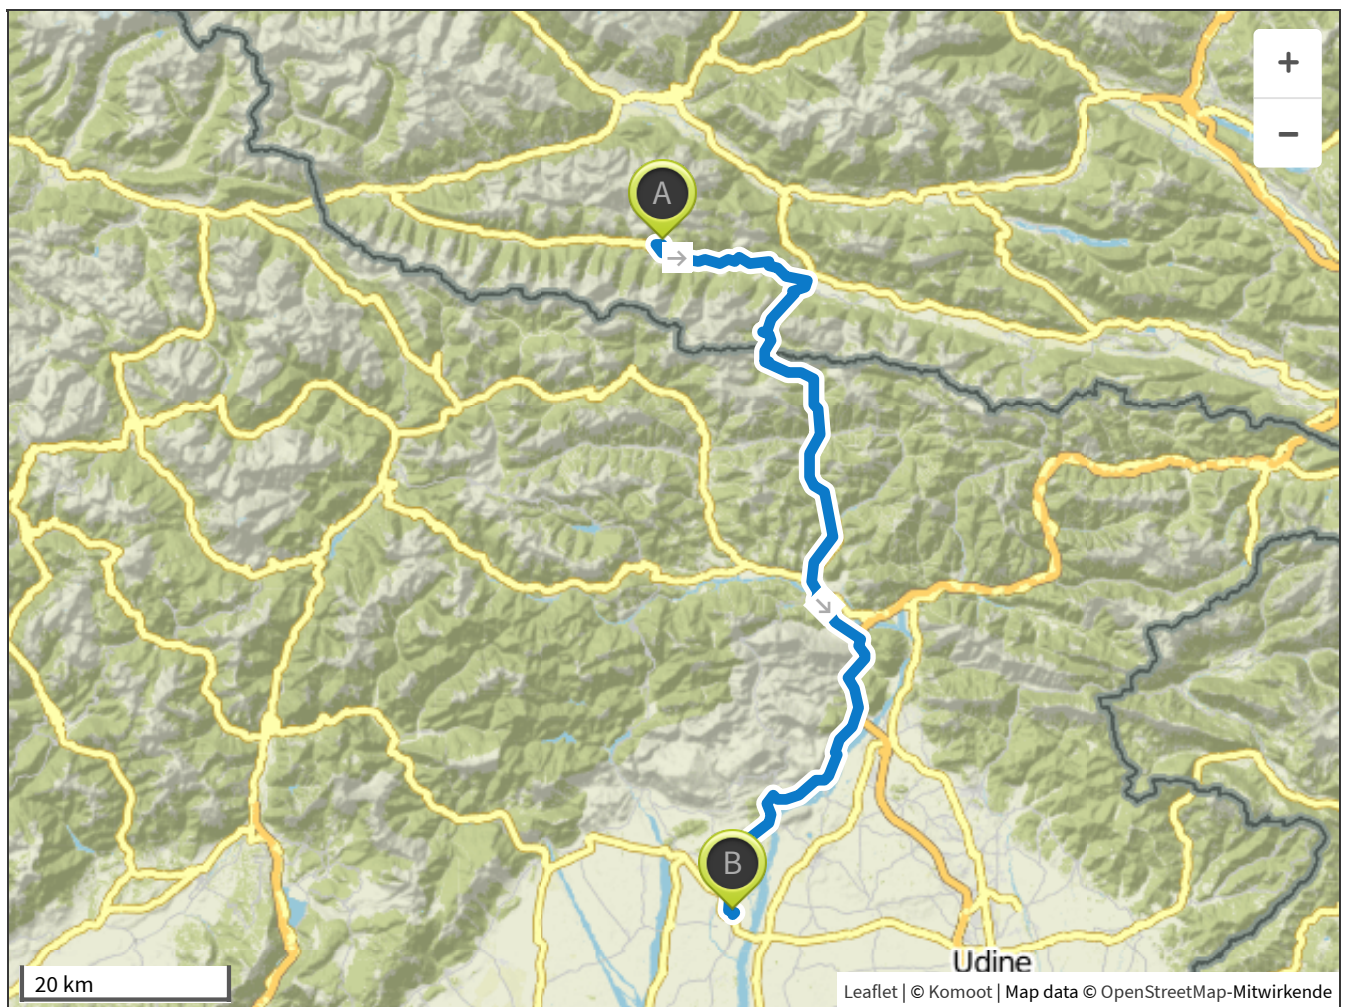 +
A
−
B
Udine
20 km
Leaflet | © Komoot | Map data © OpenStreetMap-Mitwirkende